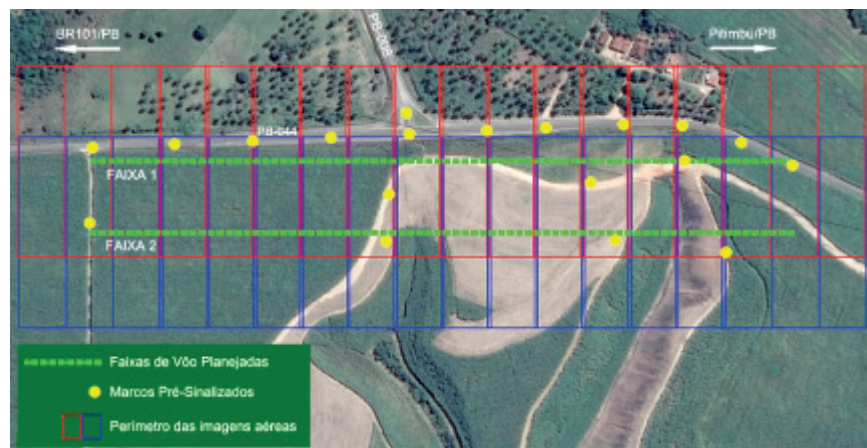 BR101/PB
PB-008
Pitimbú/PB
PB-044
FAIXA 1
FAIXA 2
Faixas de Vôo Planejadas
Marcos Pré-Sinalizados
Perímetro das imagens aéreas